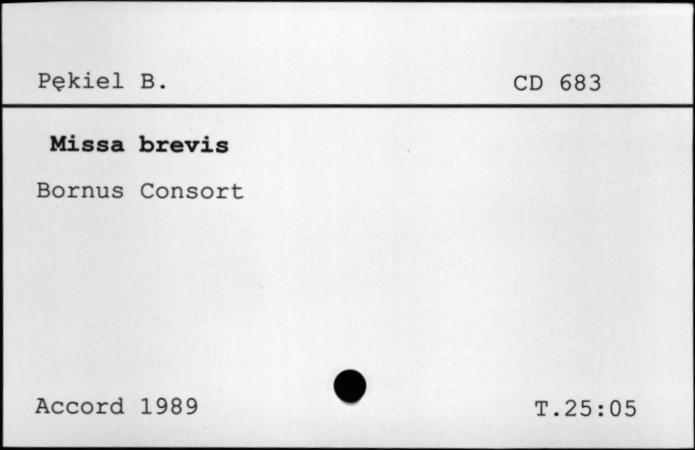 Pękiel B. CD 683
Missa brevis
Bornus Consort
Accord 1989 T.25:05